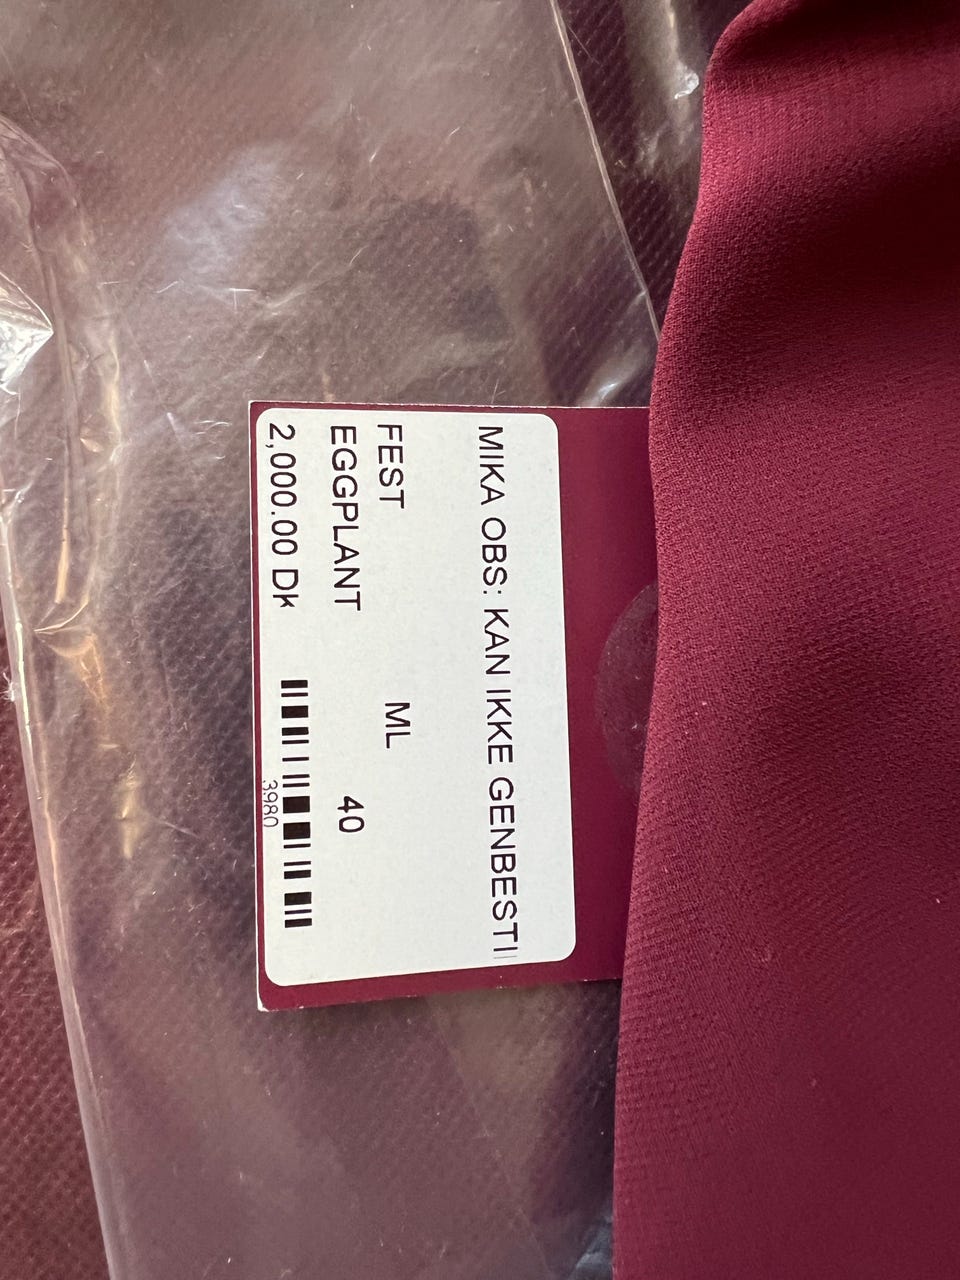 MIKA OBS: KAN IKKE GENBESTI
FEST ML
EGGPLANT 40
2,000.00 DK
3980